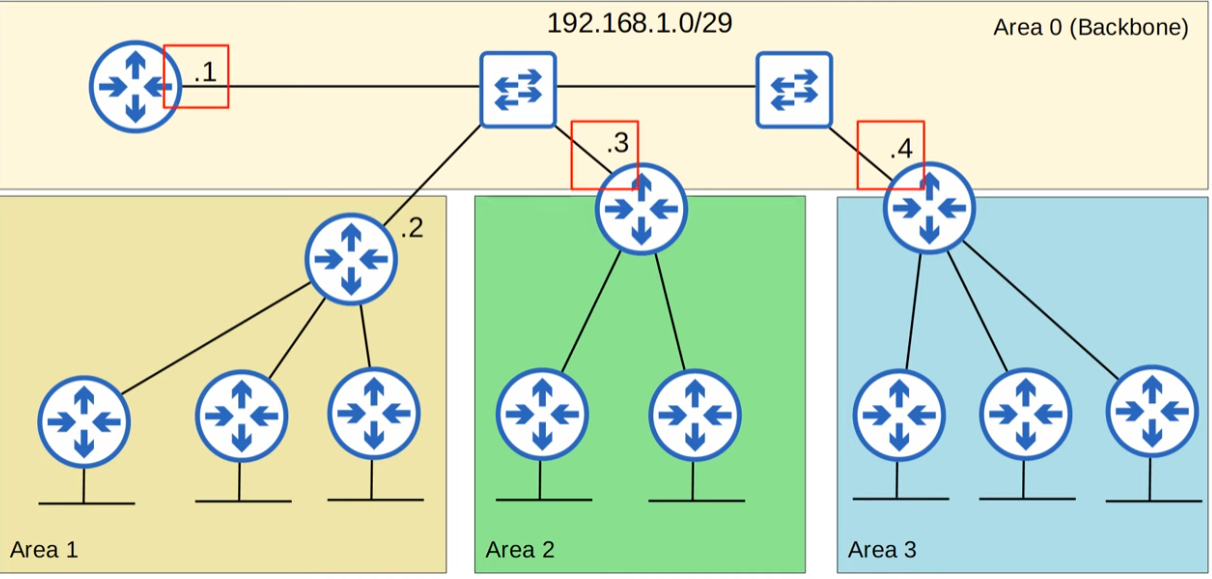 192.168.1.0/29
Area 0 (Backbone)
.1
.3
.4
.2
Area 1
Area 2
Area 3